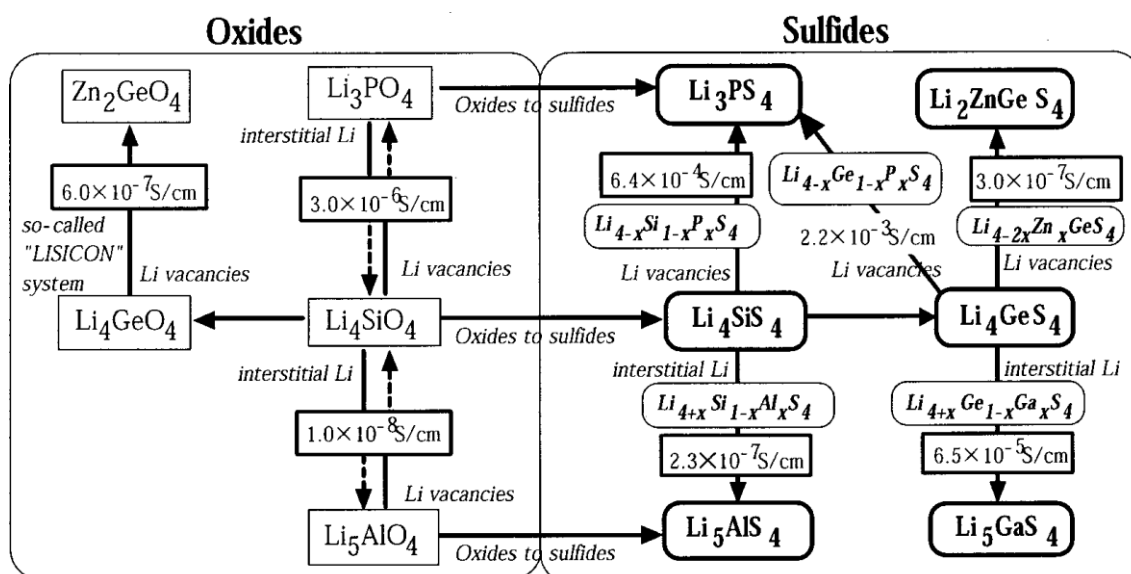 Oxides
Sulfides
Zn₂GeO₄
Li₃PO₄
Oxides to sulfides
Li₃PS₄
Li₂ZnGe S₄
interstitial Li
6.0×10⁻⁷S/cm
3.0×10⁻⁶S/cm
6.4×10⁻⁴S/cm
Li₄₋ₓGe₁₋ₓPₓS₄
3.0×10⁻⁷S/cm
so-called
"LISICON"
system
Li₄₋ₓSi₁₋ₓPₓS₄
2.2×10⁻³S/cm
Li₄₋₂ₓZnₓGeS₄
Li vacancies
Li vacancies
Li vacancies
Li vacancies
Li vacancies
Li₄GeO₄
Li₄SiO₄
Oxides to sulfides
Li₄SiS₄
Li₄GeS₄
interstitial Li
interstitial Li
interstitial Li
Li₄₊ₓSi₁₋ₓAlₓS₄
Li₄₊ₓGe₁₋ₓGaₓS₄
1.0×10⁻⁸S/cm
2.3×10⁻⁷S/cm
6.5×10⁻⁵S/cm
Li vacancies
Li₅AlO₄
Oxides to sulfides
Li₅AlS₄
Li₅GaS₄